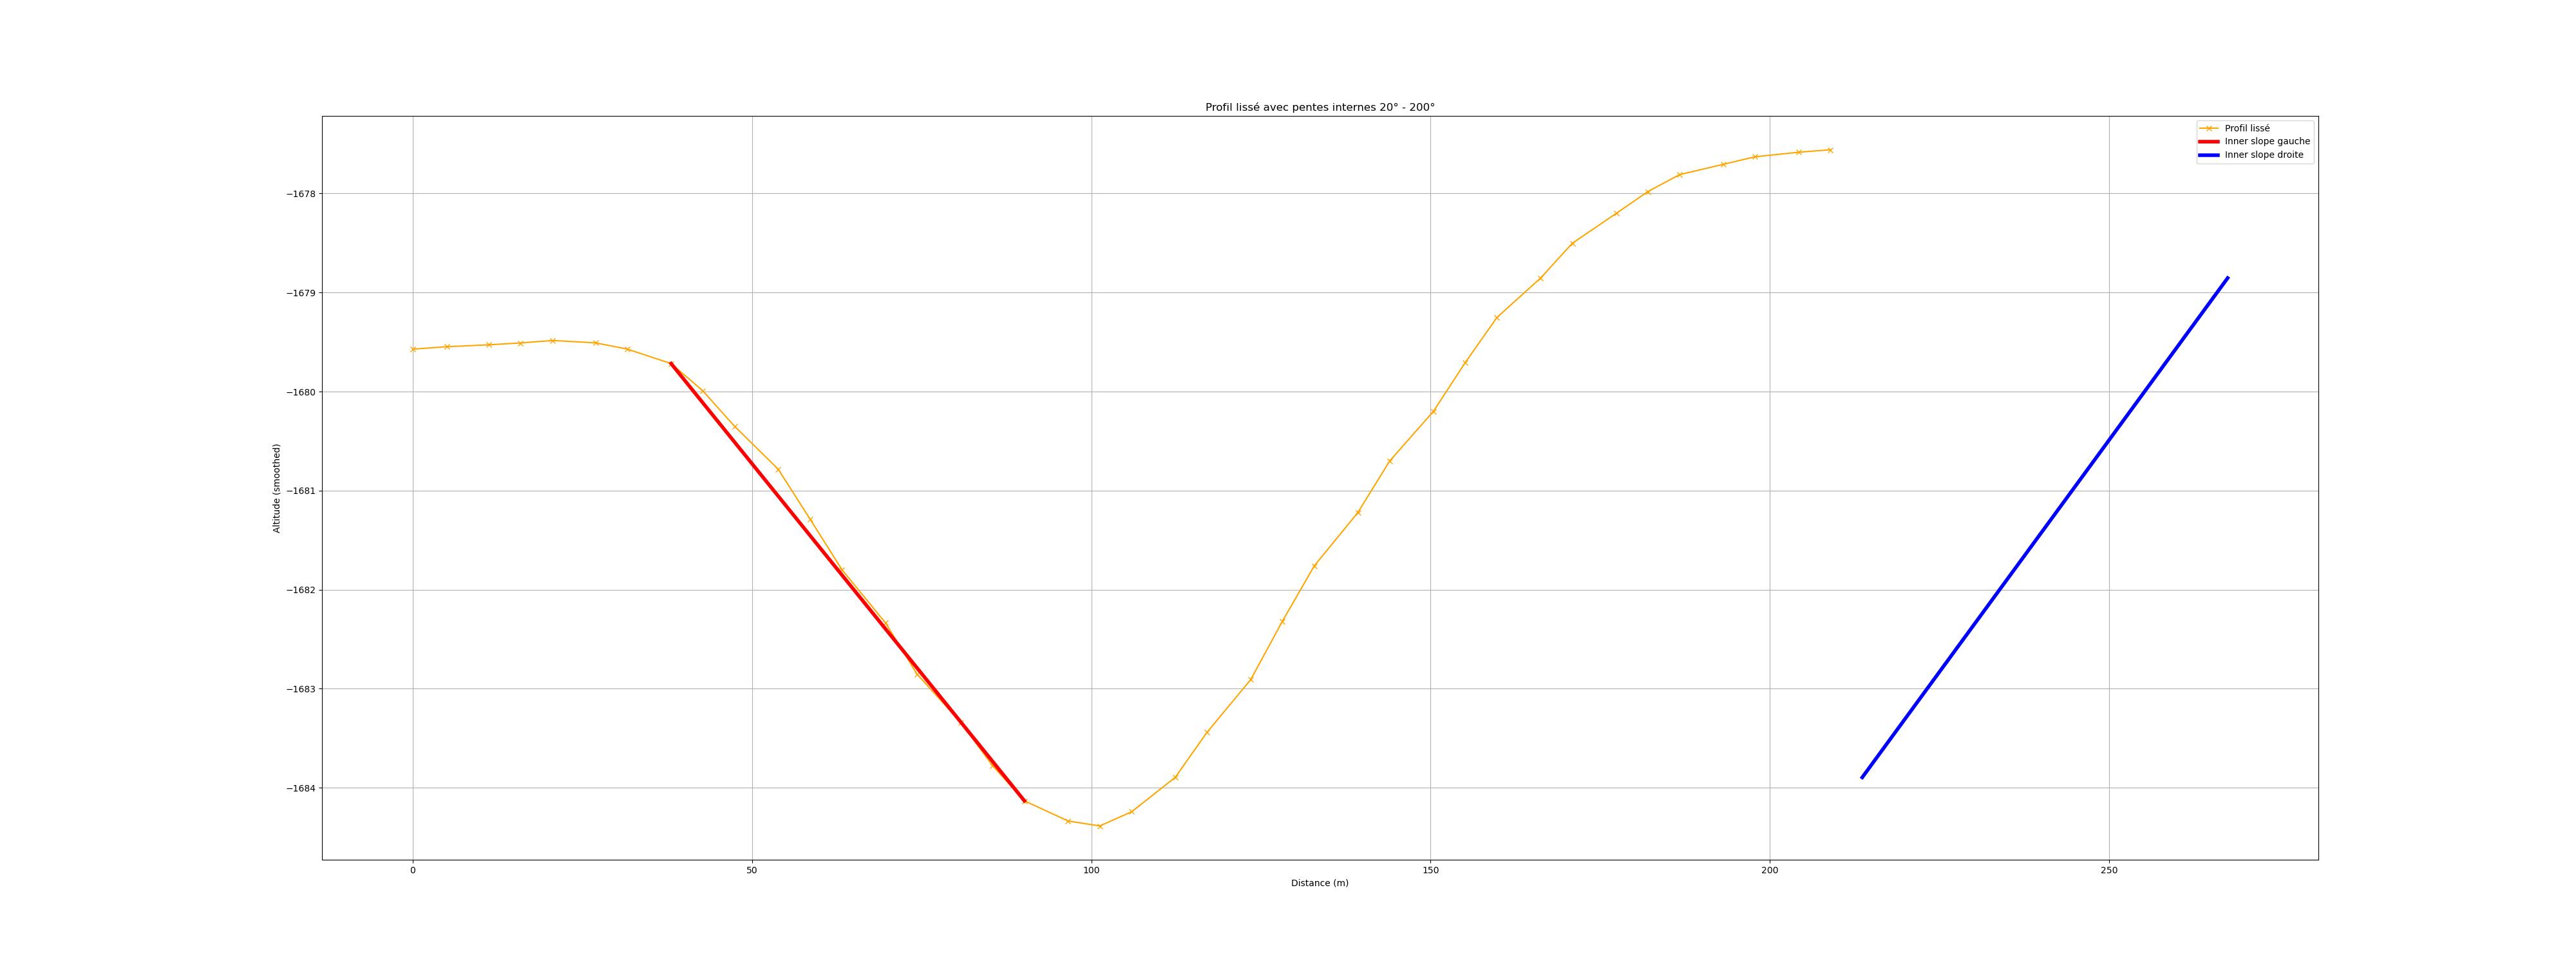 Profil lissé avec pentes internes 20° - 200°
Profil lissé
Inner slope gauche
Inner slope droite
Altitude (smoothed)
−1678
−1679
−1680
−1681
−1682
−1683
−1684
0 50 100 150 200 250
Distance (m)